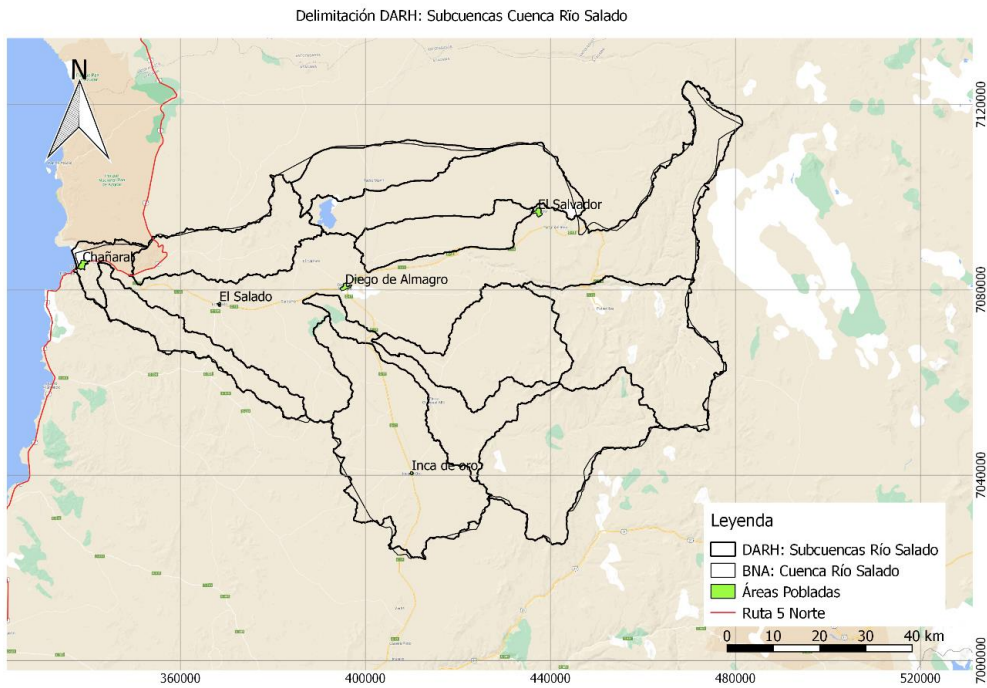 Delimitación DARH: Subcuencas Cuenca Rïo Salado
N
7120000
El Salvador
Chañaral
Diego de Almagro
El Salado
7080000
Inca de oro
7040000
Leyenda
DARH: Subcuencas Río Salado
BNA: Cuenca Río Salado
Áreas Pobladas
Ruta 5 Norte
0 10 20 30 40 km
7000000
360000 400000 440000 480000 520000